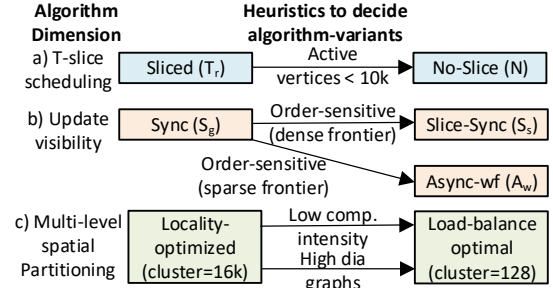 Algorithm Dimension
Heuristics to decide algorithm-variants
a) T-slice scheduling
Sliced (Tr)
Active vertices < 10k
No-Slice (N)
b) Update visibility
Sync (Sg)
Order-sensitive (dense frontier)
Slice-Sync (Ss)
Order-sensitive (sparse frontier)
Async-wf (Aw)
c) Multi-level spatial Partitioning
Locality-optimized (cluster=16k)
Low comp. intensity
High dia graphs
Load-balance optimal (cluster=128)